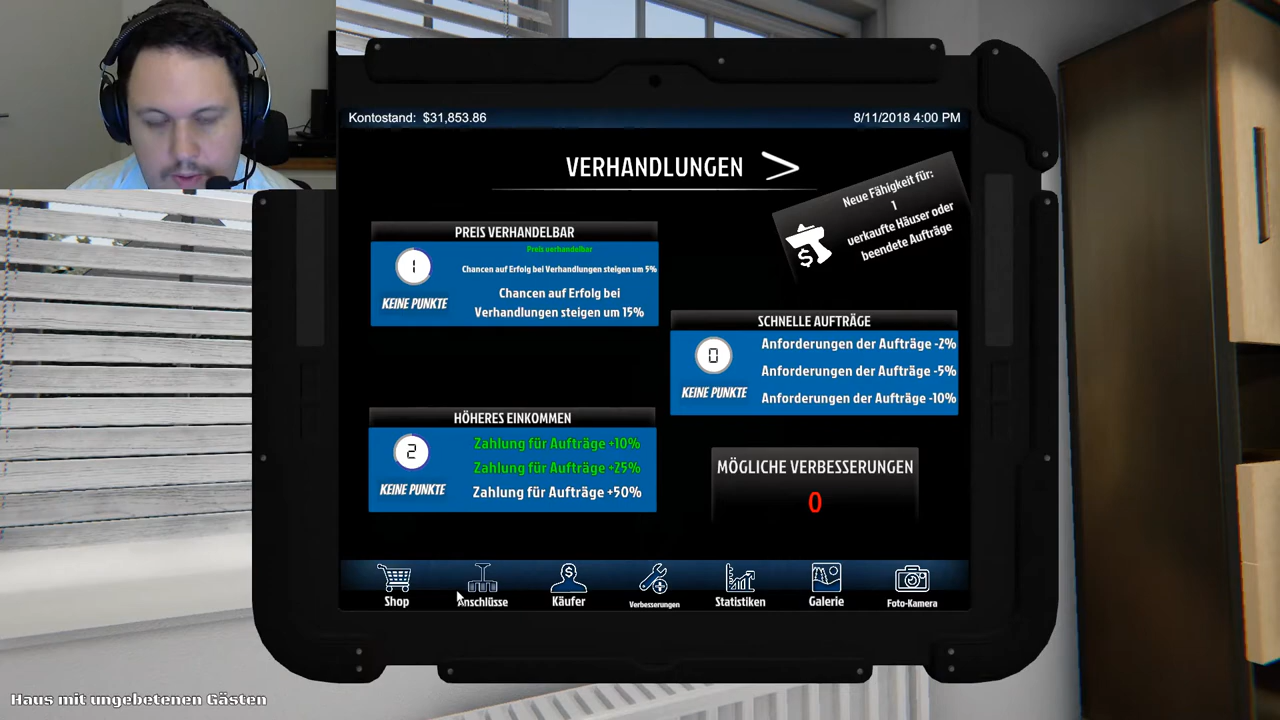 Kontostand: $31,853.86
8/11/2018 4:00 PM
VERHANDLUNGEN
Neue Fähigkeit für:
1
verkaufte Häuser oder
beendete Aufträge
PREIS VERHANDELBAR
1
KEINE PUNKTE
Preis verhandelbar
Chancen auf Erfolg bei Verhandlungen steigen um 5%
Chancen auf Erfolg bei
Verhandlungen steigen um 15%
SCHNELLE AUFTRÄGE
0
KEINE PUNKTE
Anforderungen der Aufträge -2%
Anforderungen der Aufträge -5%
Anforderungen der Aufträge -10%
HÖHERES EINKOMMEN
2
KEINE PUNKTE
Zahlung für Aufträge +10%
Zahlung für Aufträge +25%
Zahlung für Aufträge +50%
MÖGLICHE VERBESSERUNGEN
0
Shop
Anschlüsse
Käufer
Verbesserungen
Statistiken
Galerie
Foto-Kamera
Haus mit ungebetenen Gästen